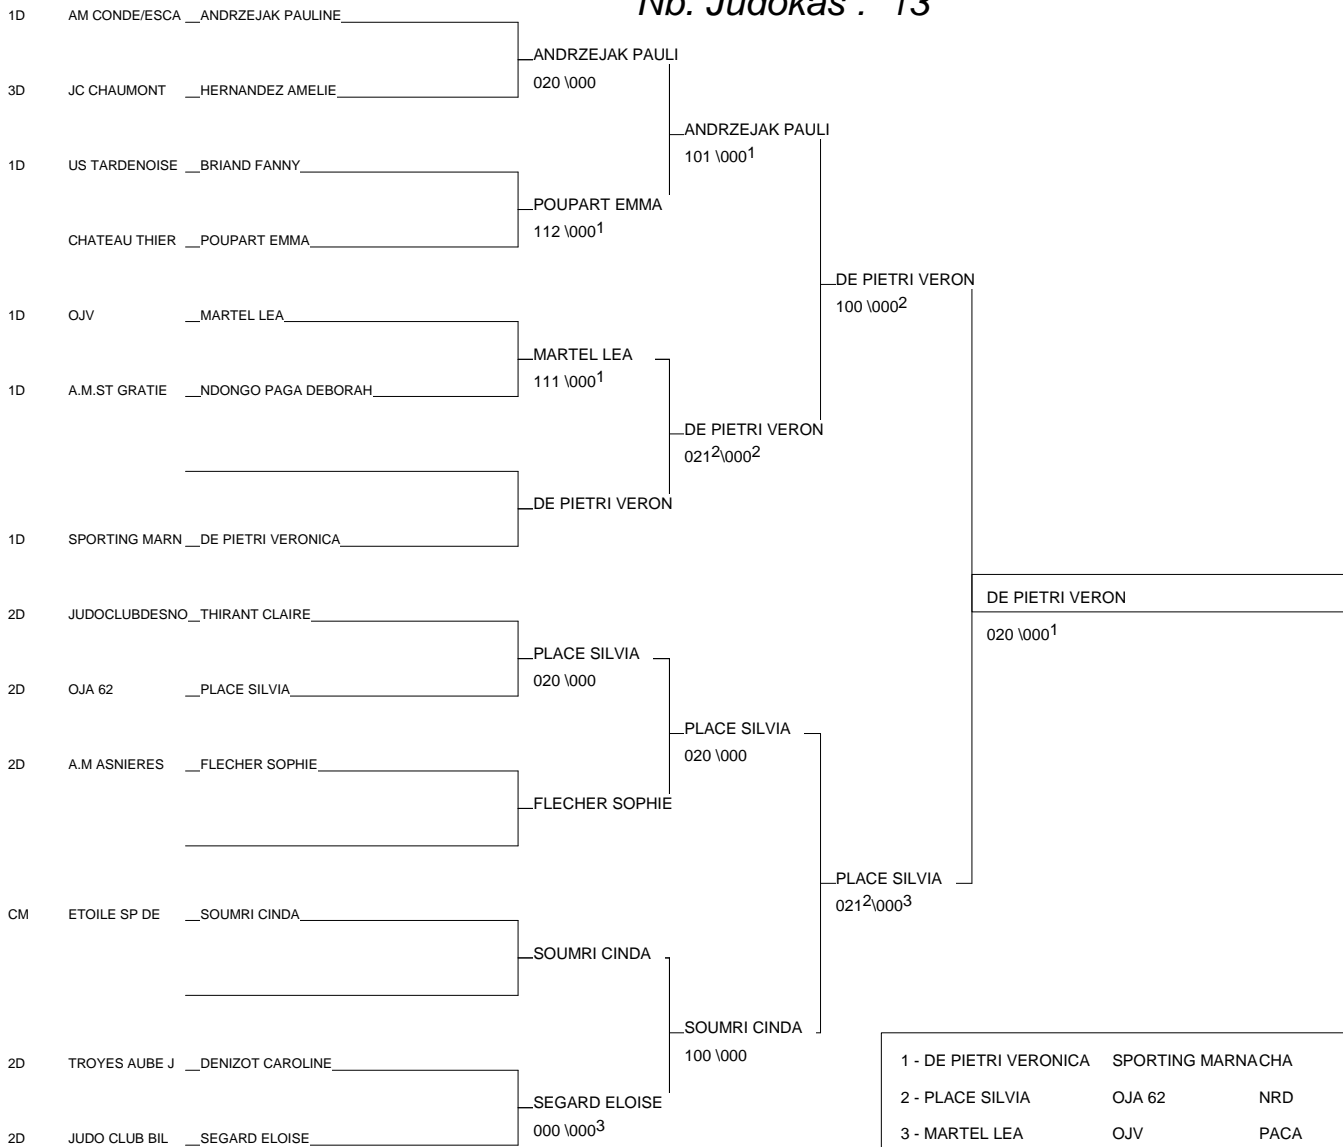 Nb. Judokas : 13
1D AM CONDE/ESCA ANDRZEJAK PAULINE
ANDRZEJAK PAULI
020 \000
3D JC CHAUMONT HERNANDEZ AMELIE
ANDRZEJAK PAULI
101 \0001
1D US TARDENOISE BRIAND FANNY
POUPART EMMA
112 \0001
CHATEAU THIER POUPART EMMA
DE PIETRI VERON
100 \0002
1D OJV MARTEL LEA
MARTEL LEA
111 \0001
1D A.M.ST GRATIE NDONGO PAGA DEBORAH
DE PIETRI VERON
0212\0002
DE PIETRI VERON
1D SPORTING MARN DE PIETRI VERONICA
DE PIETRI VERON
020 \0001
2D JUDOCLUBDESNO THIRANT CLAIRE
PLACE SILVIA
020 \000
2D OJA 62 PLACE SILVIA
PLACE SILVIA
020 \000
2D A.M ASNIERES FLECHER SOPHIE
FLECHER SOPHIE
PLACE SILVIA
0212\0003
CM ETOILE SP DE SOUMRI CINDA
SOUMRI CINDA
SOUMRI CINDA
100 \000
2D TROYES AUBE J DENIZOT CAROLINE
SEGARD ELOISE
000 \0003
2D JUDO CLUB BIL SEGARD ELOISE
1 - DE PIETRI VERONICA SPORTING MARNACHA
2 - PLACE SILVIA OJA 62 NRD
3 - MARTEL LEA OJV PACA